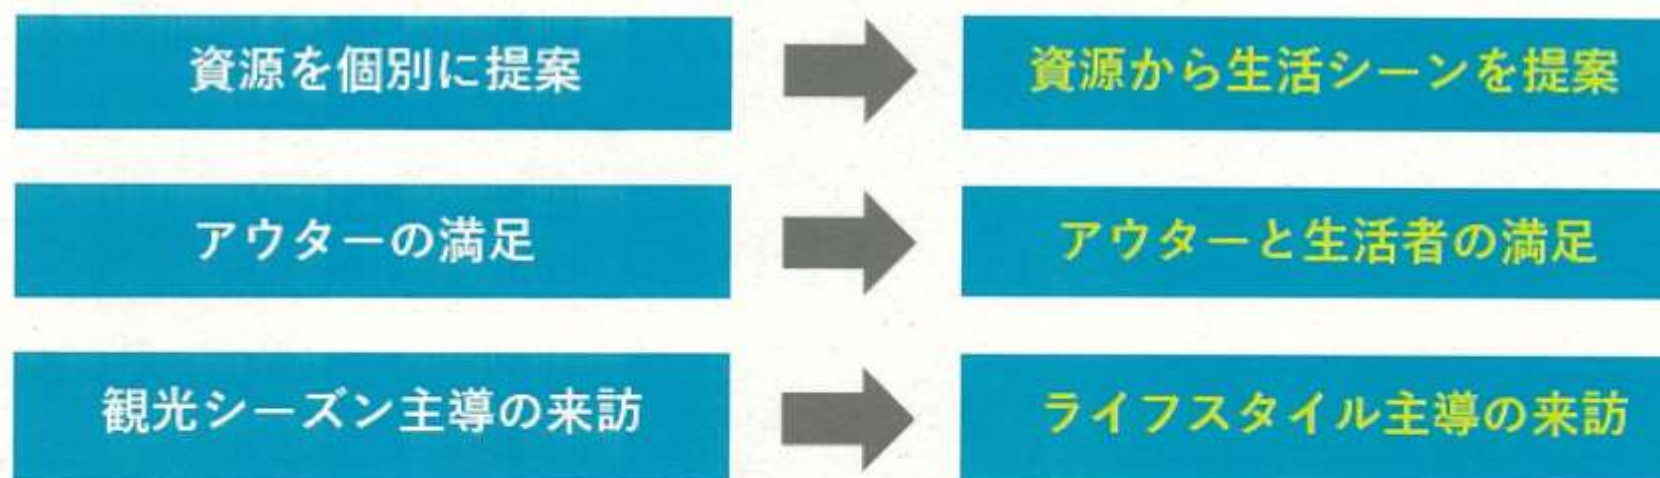 資源を個別に提案
資源から生活シーンを提案
アウターの満足
アウターと生活者の満足
観光シーズン主導の来訪
ライフスタイル主導の来訪